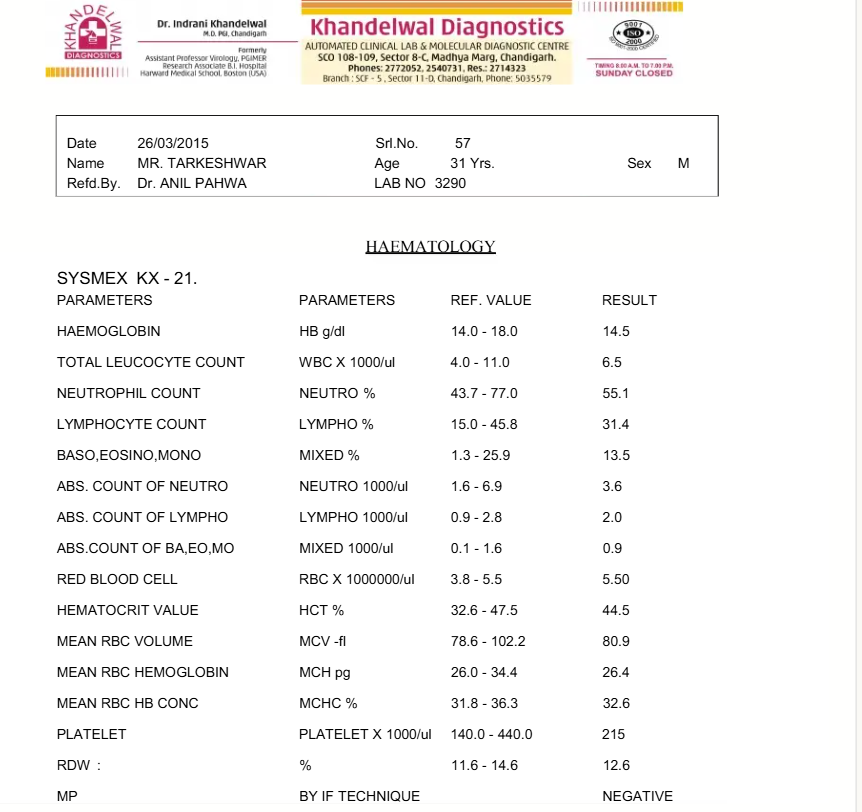 KHANDELWAL
DIAGNOSTICS
Dr. Indrani Khandelwal
M.D. PGI, Chandigarh
Formerly
Assistant Professor Virology, PGIMER
Research Associate B.I. Hospital
Harward Medical School, Boston (USA)
Khandelwal Diagnostics
AUTOMATED CLINICAL LAB & MOLECULAR DIAGNOSTIC CENTRE
SCO 108-109, Sector 8-C, Madhya Marg, Chandigarh.
Phones: 2772052, 2540731, Res.: 2714323
Branch : SCF - 5, Sector 11-D, Chandigarh, Phone: 5035579
9001
ISO
2000
TIMING 8.00 A.M. TO 7.00 P.M.
SUNDAY CLOSED
Date 26/03/2015 Srl.No. 57
Name MR. TARKESHWAR Age 31 Yrs. Sex M
Refd.By. Dr. ANIL PAHWA LAB NO 3290
HAEMATOLOGY
SYSMEX KX - 21.
PARAMETERS PARAMETERS REF. VALUE RESULT
HAEMOGLOBIN HB g/dl 14.0 - 18.0 14.5
TOTAL LEUCOCYTE COUNT WBC X 1000/ul 4.0 - 11.0 6.5
NEUTROPHIL COUNT NEUTRO % 43.7 - 77.0 55.1
LYMPHOCYTE COUNT LYMPHO % 15.0 - 45.8 31.4
BASO,EOSINO,MONO MIXED % 1.3 - 25.9 13.5
ABS. COUNT OF NEUTRO NEUTRO 1000/ul 1.6 - 6.9 3.6
ABS. COUNT OF LYMPHO LYMPHO 1000/ul 0.9 - 2.8 2.0
ABS.COUNT OF BA,EO,MO MIXED 1000/ul 0.1 - 1.6 0.9
RED BLOOD CELL RBC X 1000000/ul 3.8 - 5.5 5.50
HEMATOCRIT VALUE HCT % 32.6 - 47.5 44.5
MEAN RBC VOLUME MCV -fl 78.6 - 102.2 80.9
MEAN RBC HEMOGLOBIN MCH pg 26.0 - 34.4 26.4
MEAN RBC HB CONC MCHC % 31.8 - 36.3 32.6
PLATELET PLATELET X 1000/ul 140.0 - 440.0 215
RDW : % 11.6 - 14.6 12.6
MP BY IF TECHNIQUE NEGATIVE